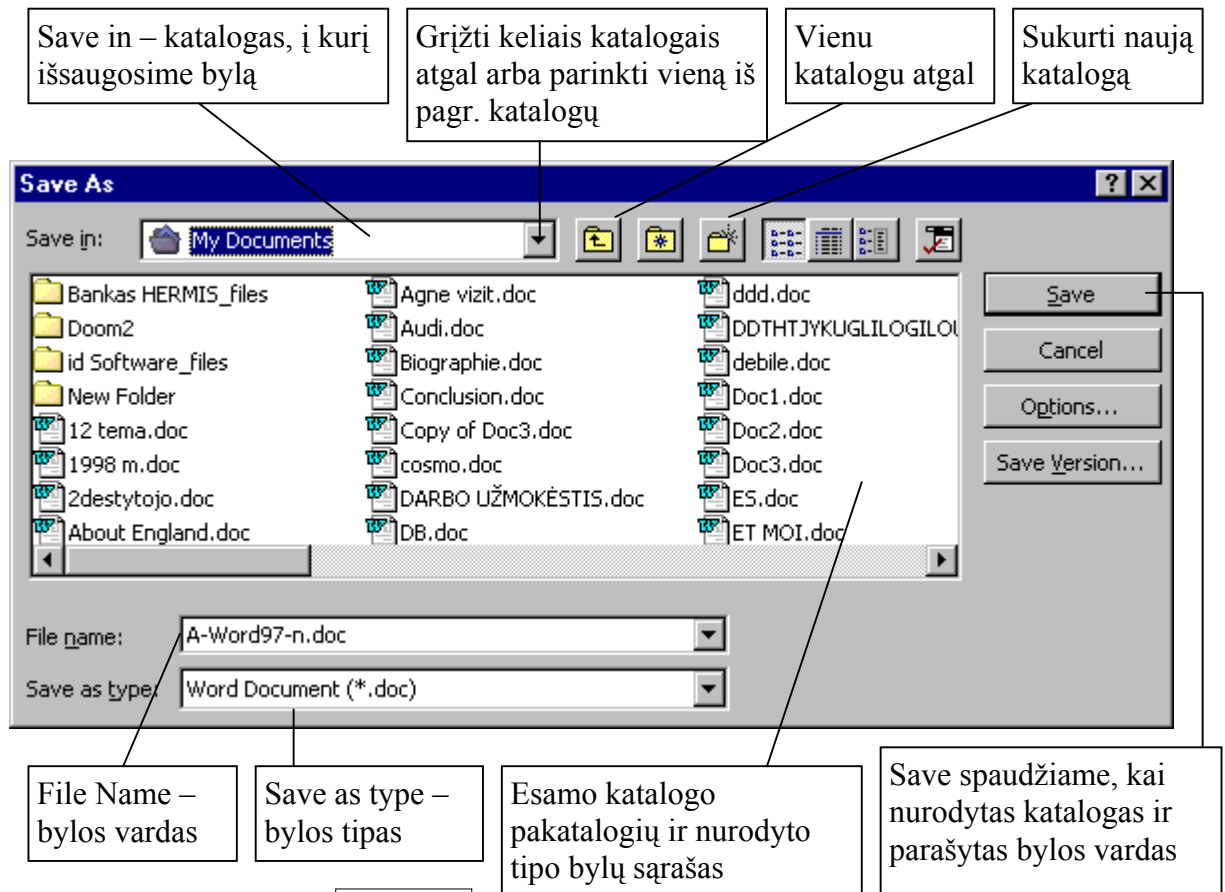 Save in – katalogas, į kurį
išsaugosime bylą
Grįžti keliais katalogais
atgal arba parinkti vieną iš
pagr. katalogų
Vienu
katalogu atgal
Sukurti naują
katalogą
Save As
Save in:
My Documents
Bankas HERMIS_files
Doom2
id Software_files
New Folder
12 tema.doc
1998 m.doc
2destytojo.doc
About England.doc
Agne vizit.doc
Audi.doc
Biographie.doc
Conclusion.doc
Copy of Doc3.doc
cosmo.doc
DARBO UŽMOKĖSTIS.doc
DB.doc
ddd.doc
DDTHTJYKUGLILOGILOU
debile.doc
Doc1.doc
Doc2.doc
Doc3.doc
ES.doc
ET MOI.doc
Save
Cancel
Options...
Save Version...
File name:
A-Word97-n.doc
Save as type:
Word Document (*.doc)
File Name –
bylos vardas
Save as type –
bylos tipas
Esamo katalogo
pakatalogių ir nurodyto
tipo bylų sąrašas
Save spaudžiame, kai
nurodytas katalogas ir
parašytas bylos vardas